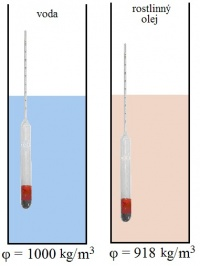 voda
rostlinný
olej
φ = 1000 kg/m³
φ = 918 kg/m³